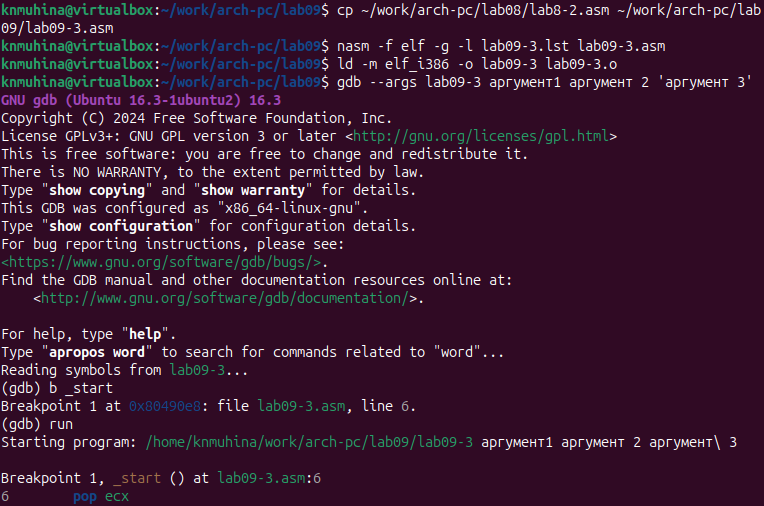 knmuhina@virtualbox:~/work/arch-pc/lab09$ cp ~/work/arch-pc/lab08/lab8-2.asm ~/work/arch-pc/lab
09/lab09-3.asm
knmuhina@virtualbox:~/work/arch-pc/lab09$ nasm -f elf -g -l lab09-3.lst lab09-3.asm
knmuhina@virtualbox:~/work/arch-pc/lab09$ ld -m elf_i386 -o lab09-3 lab09-3.o
knmuhina@virtualbox:~/work/arch-pc/lab09$ gdb --args lab09-3 аргумент1 аргумент 2 'аргумент 3'
GNU gdb (Ubuntu 16.3-1ubuntu2) 16.3
Copyright (C) 2024 Free Software Foundation, Inc.
License GPLv3+: GNU GPL version 3 or later <http://gnu.org/licenses/gpl.html>
This is free software: you are free to change and redistribute it.
There is NO WARRANTY, to the extent permitted by law.
Type "show copying" and "show warranty" for details.
This GDB was configured as "x86_64-linux-gnu".
Type "show configuration" for configuration details.
For bug reporting instructions, please see:
<https://www.gnu.org/software/gdb/bugs/>.
Find the GDB manual and other documentation resources online at:
    <http://www.gnu.org/software/gdb/documentation/>.

For help, type "help".
Type "apropos word" to search for commands related to "word"...
Reading symbols from lab09-3...
(gdb) b _start
Breakpoint 1 at 0x80490e8: file lab09-3.asm, line 6.
(gdb) run
Starting program: /home/knmuhina/work/arch-pc/lab09/lab09-3 аргумент1 аргумент 2 аргумент\ 3

Breakpoint 1, _start () at lab09-3.asm:6
6       pop ecx